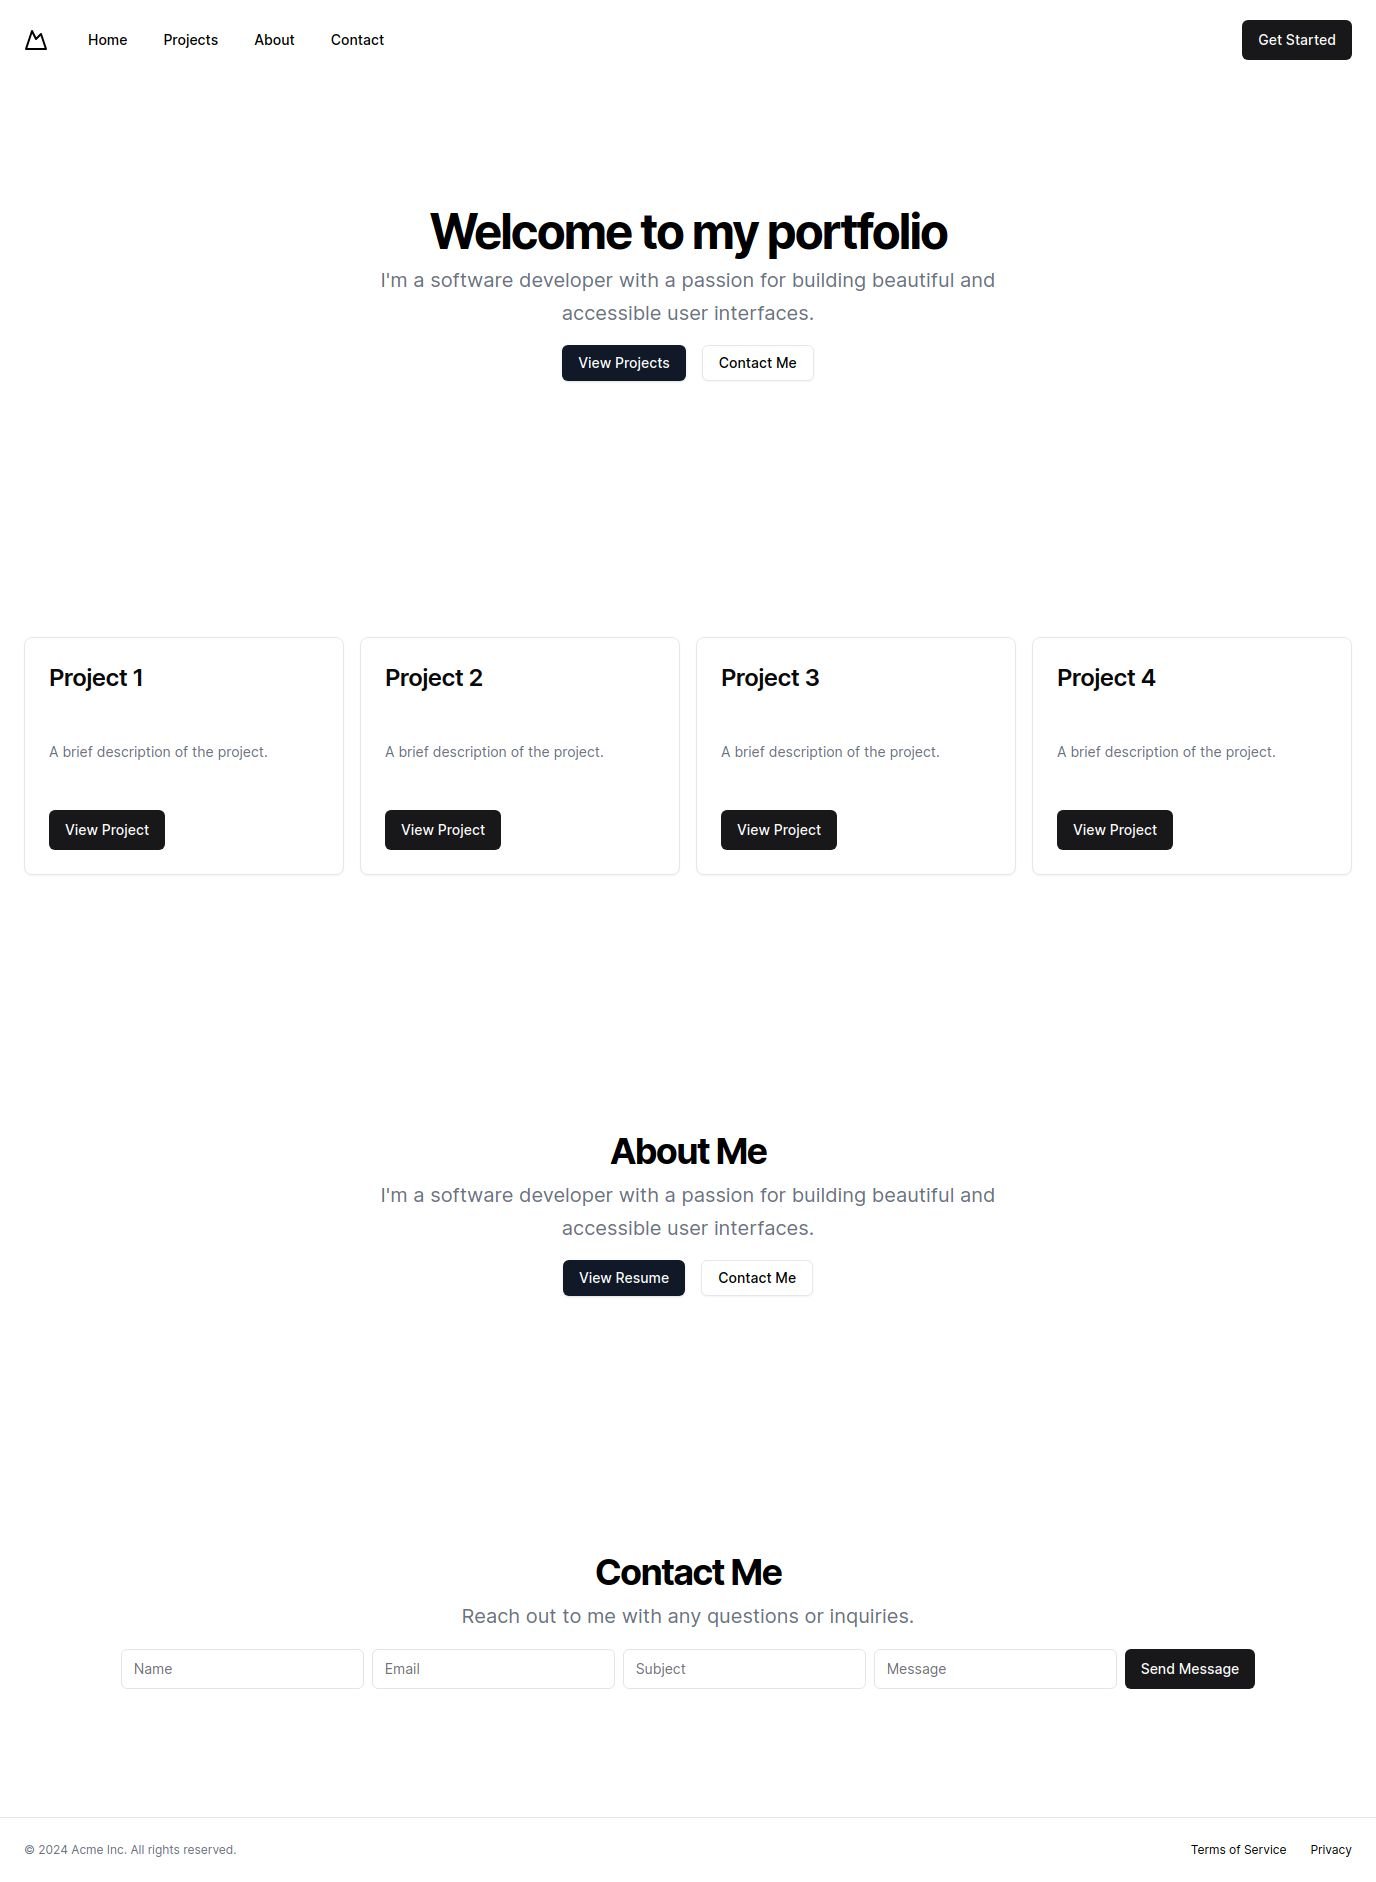 Home Projects About Contact Get Started
Welcome to my portfolio
I'm a software developer with a passion for building beautiful and
accessible user interfaces.
View Projects Contact Me
Project 1
A brief description of the project.
View Project
Project 2
A brief description of the project.
View Project
Project 3
A brief description of the project.
View Project
Project 4
A brief description of the project.
View Project
About Me
I'm a software developer with a passion for building beautiful and
accessible user interfaces.
View Resume Contact Me
Contact Me
Reach out to me with any questions or inquiries.
Name Email Subject Message Send Message
© 2024 Acme Inc. All rights reserved. Terms of Service Privacy